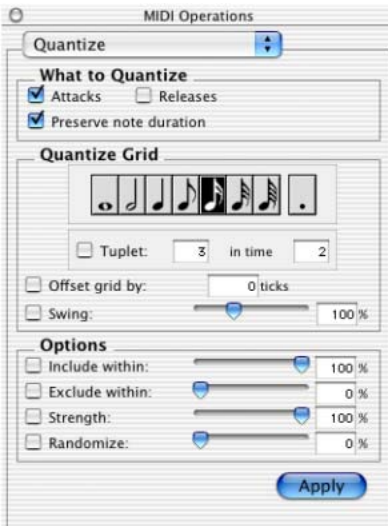 MIDI Operations
Quantize
What to Quantize
Attacks Releases
Preserve note duration
Quantize Grid
Tuplet: 3 in time 2
Offset grid by: 0 ticks
Swing: 100 %
Options
Include within: 100 %
Exclude within: 0 %
Strength: 100 %
Randomize: 0 %
Apply